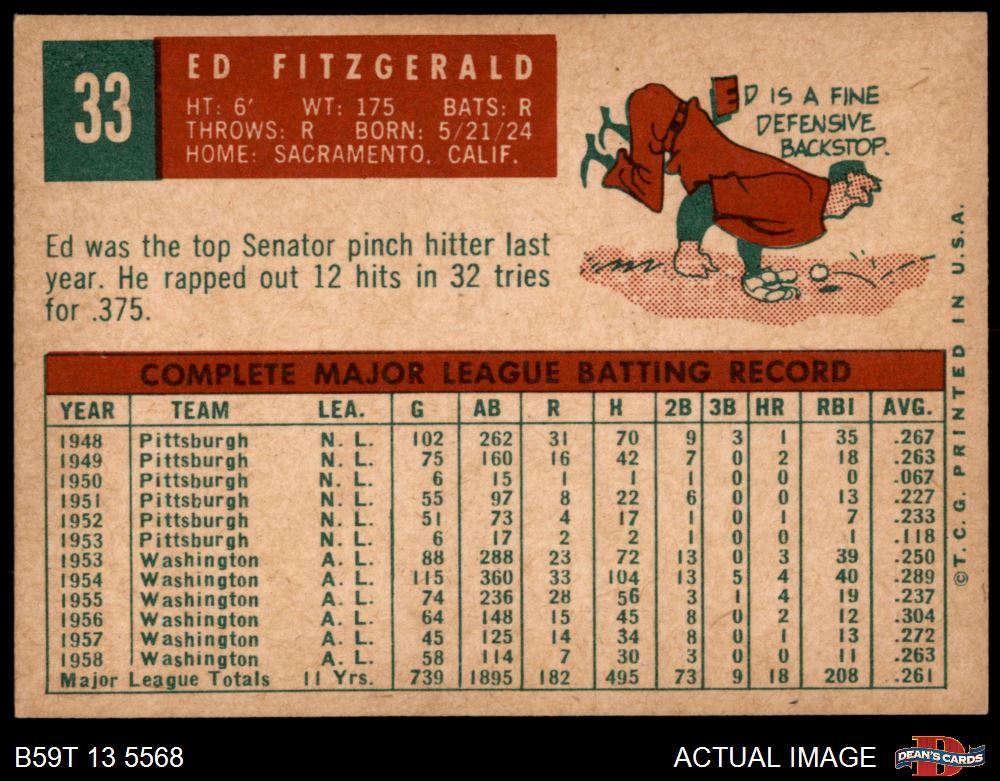 33
ED FITZGERALD
HT: 6' WT: 175 BATS: R
THROWS: R BORN: 5/21/24
HOME: SACRAMENTO, CALIF.
ED IS A FINE
DEFENSIVE
BACKSTOP.
Ed was the top Senator pinch hitter last
year. He rapped out 12 hits in 32 tries
for .375.
COMPLETE MAJOR LEAGUE BATTING RECORD
YEAR TEAM LEA. G AB R H 2B 3B HR RBI AVG.
1948 Pittsburgh N. L. 102 262 31 70 9 3 1 35 .267
1949 Pittsburgh N. L. 75 160 16 42 7 0 2 18 .263
1950 Pittsburgh N. L. 6 15 1 1 1 0 0 0 .067
1951 Pittsburgh N. L. 55 97 8 22 6 0 0 13 .227
1952 Pittsburgh N. L. 51 73 4 17 1 0 1 7 .233
1953 Pittsburgh N. L. 6 17 2 2 1 0 0 1 .118
1953 Washington A. L. 88 288 23 72 13 0 3 39 .250
1954 Washington A. L. 115 360 33 104 13 5 4 40 .289
1955 Washington A. L. 74 236 28 56 3 1 4 19 .237
1956 Washington A. L. 64 148 15 45 8 0 2 12 .304
1957 Washington A. L. 45 125 14 34 8 0 1 13 .272
1958 Washington A. L. 58 114 7 30 3 0 0 11 .263
Major League Totals 11 Yrs. 739 1895 182 495 73 9 18 208 .261
©T.C.G. PRINTED IN U.S.A.
B59T 13 5568
ACTUAL IMAGE
D
DEAN'S CARDS